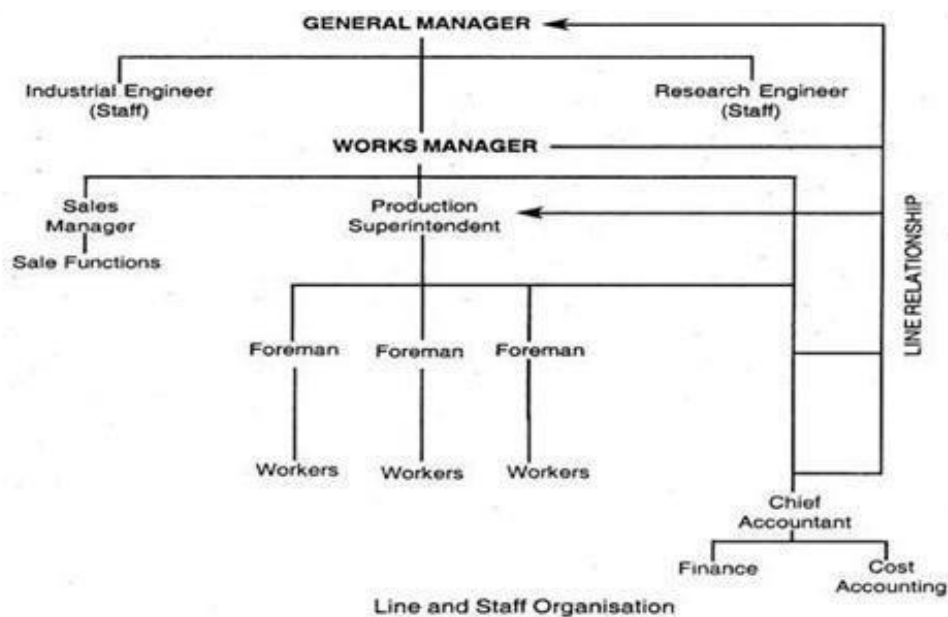 GENERAL MANAGER
Industrial Engineer
(Staff)
Research Engineer
(Staff)
WORKS MANAGER
Sales
Manager
Sale Functions
Production
Superintendent
LINE RELATIONSHIP
Foreman
Foreman
Foreman
Workers
Workers
Workers
Chief
Accountant
Finance
Cost
Accounting
Line and Staff Organisation